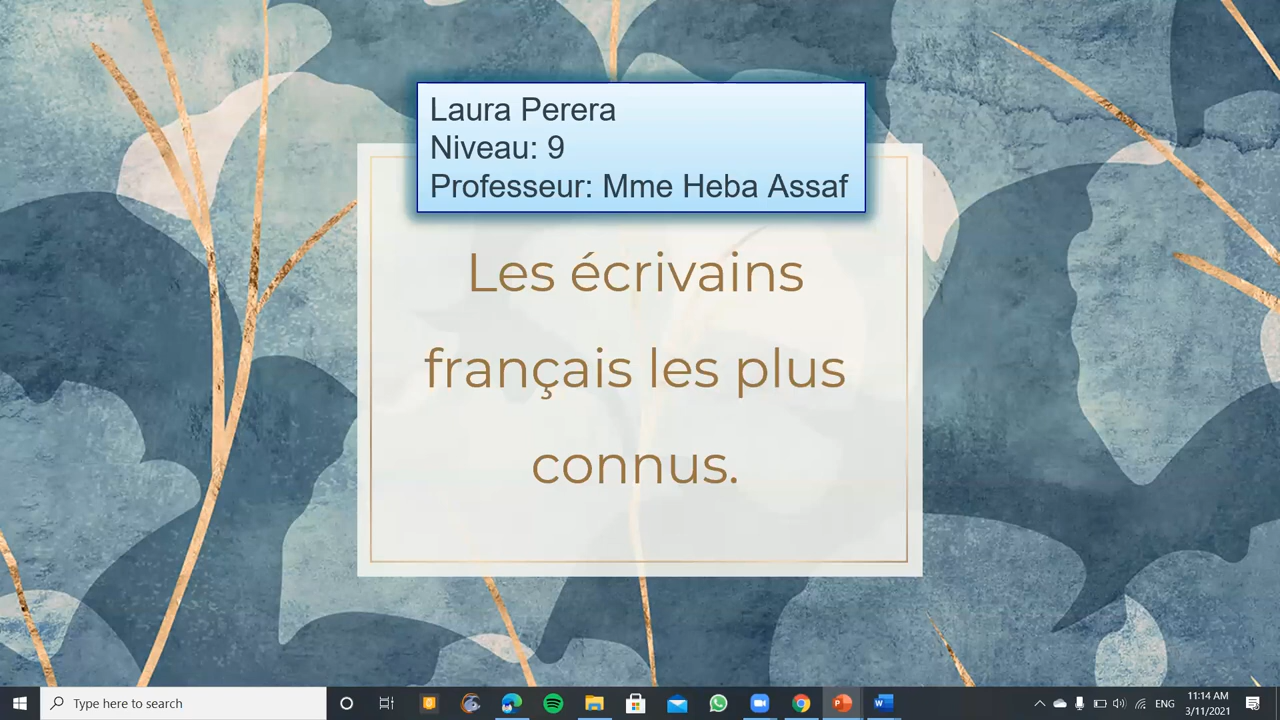 Laura Perera
Niveau: 9
Professeur: Mme Heba Assaf
Les écrivains
français les plus
connus.
Type here to search
ENG
11:14 AM
3/11/2021